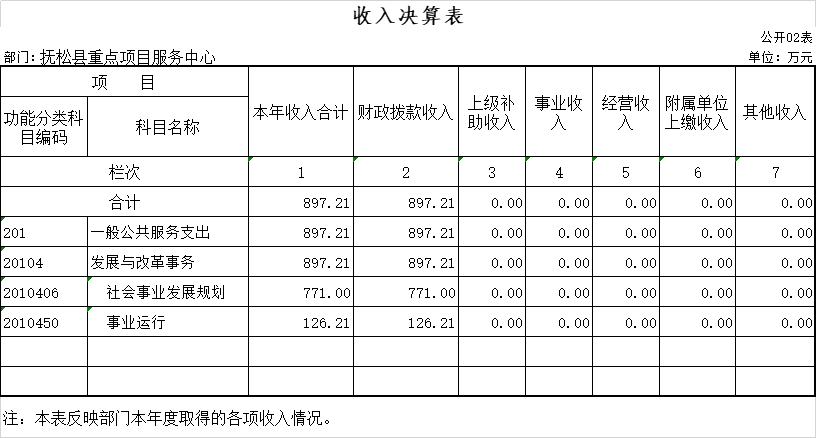 收入决算表
公开02表
部门：抚松县重点项目服务中心 单位：万元
项 目 本年收入合计 财政拨款收入 上级补助收入 事业收入 经营收入 附属单位上缴收入 其他收入
功能分类科目编码 科目名称
栏次 1 2 3 4 5 6 7
合计 897.21 897.21 0.00 0.00 0.00 0.00 0.00
201 一般公共服务支出 897.21 897.21 0.00 0.00 0.00 0.00 0.00
20104 发展与改革事务 897.21 897.21 0.00 0.00 0.00 0.00 0.00
2010406 社会事业发展规划 771.00 771.00 0.00 0.00 0.00 0.00 0.00
2010450 事业运行 126.21 126.21 0.00 0.00 0.00 0.00 0.00
注：本表反映部门本年度取得的各项收入情况。